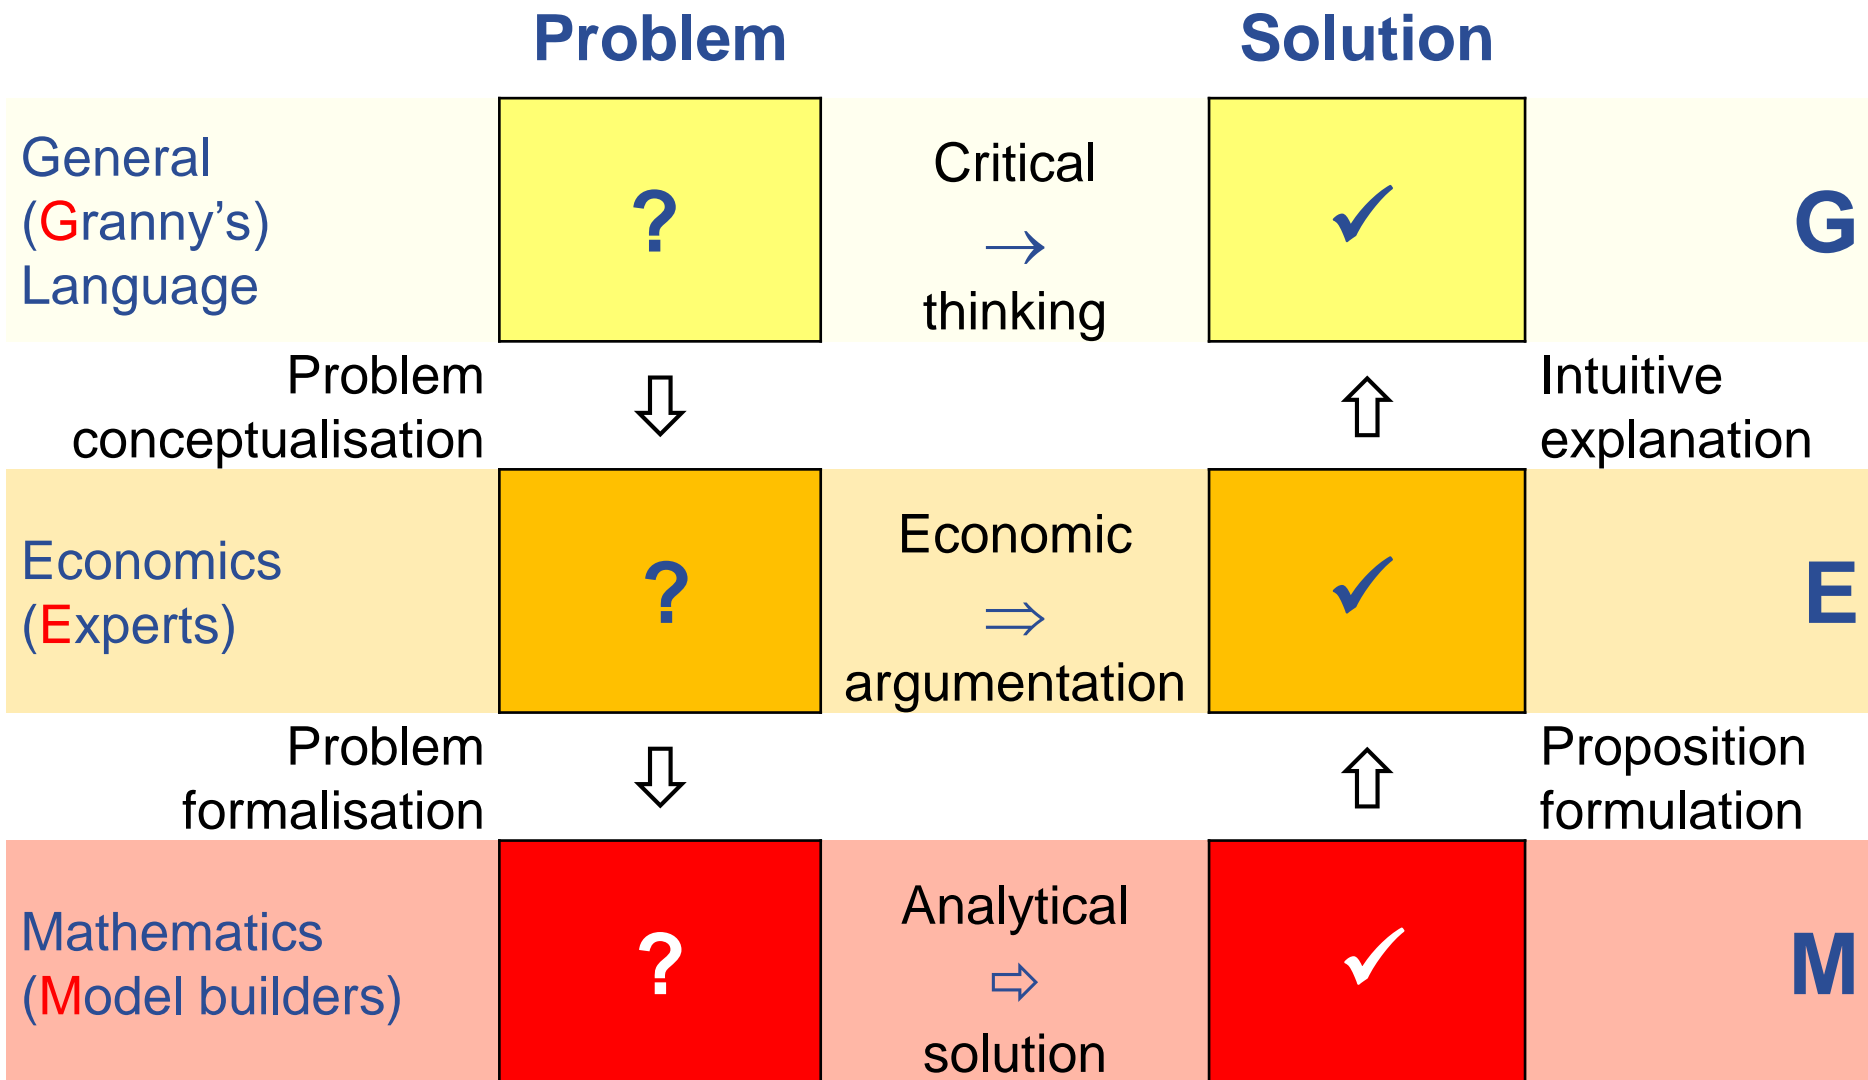 Problem Solution
General
(Granny’s)
Language
?
Critical
→
thinking
✓
G
Problem
conceptualisation
⇩
⇧
Intuitive
explanation
Economics
(Experts)
?
Economic
⇒
argumentation
✓
E
Problem
formalisation
⇩
⇧
Proposition
formulation
Mathematics
(Model builders)
?
Analytical
⇨
solution
✓
M